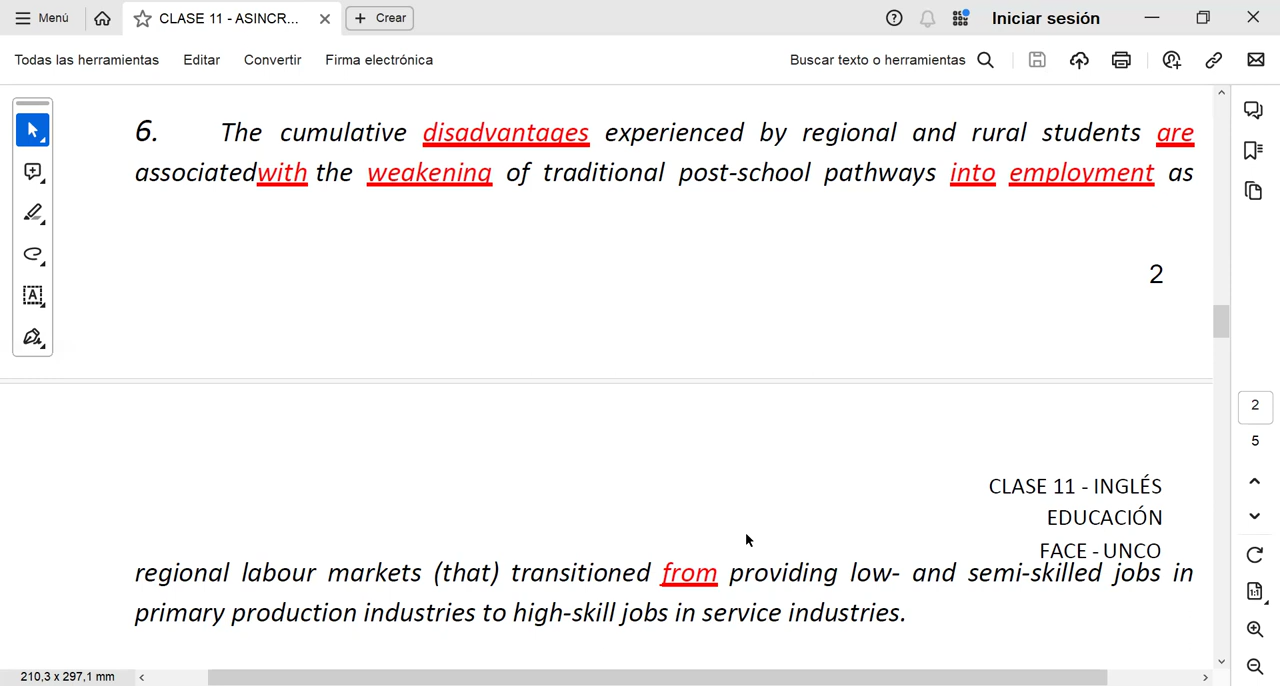 Menú
CLASE 11 - ASINCR...
Crear
Iniciar sesión
Todas las herramientas
Editar
Convertir
Firma electrónica
Buscar texto o herramientas
6. The cumulative disadvantages experienced by regional and rural students are
associatedwith the weakening of traditional post-school pathways into employment as
2
2
5
CLASE 11 - INGLÉS
EDUCACIÓN
FACE - UNCO
regional labour markets (that) transitioned from providing low- and semi-skilled jobs in
primary production industries to high-skill jobs in service industries.
210,3 x 297,1 mm